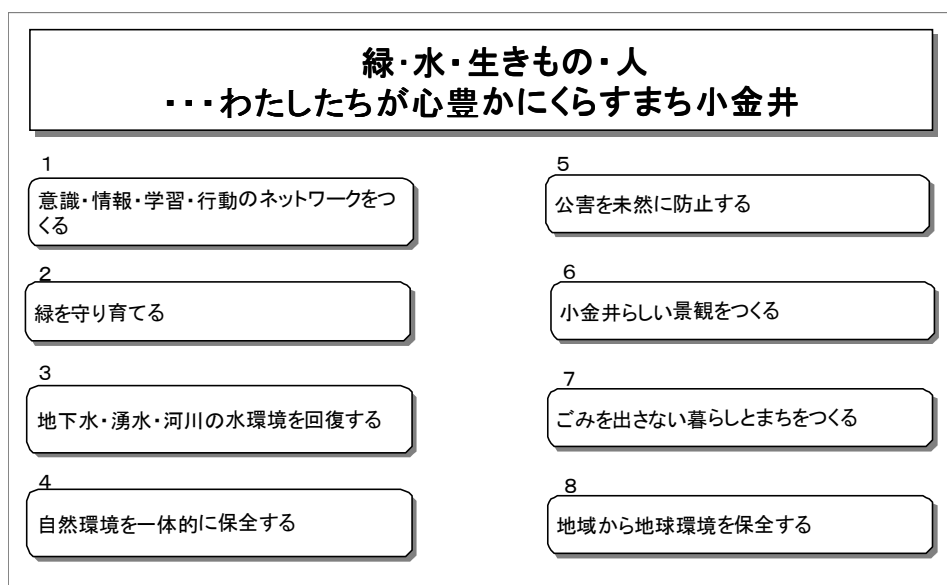 緑・水・生きもの・人
・・・わたしたちが心豊かにくらすまち小金井
1
意識・情報・学習・行動のネットワークをつ
くる
2
緑を守り育てる
3
地下水・湧水・河川の水環境を回復する
4
自然環境を一体的に保全する
5
公害を未然に防止する
6
小金井らしい景観をつくる
7
ごみを出さない暮らしとまちをつくる
8
地域から地球環境を保全する